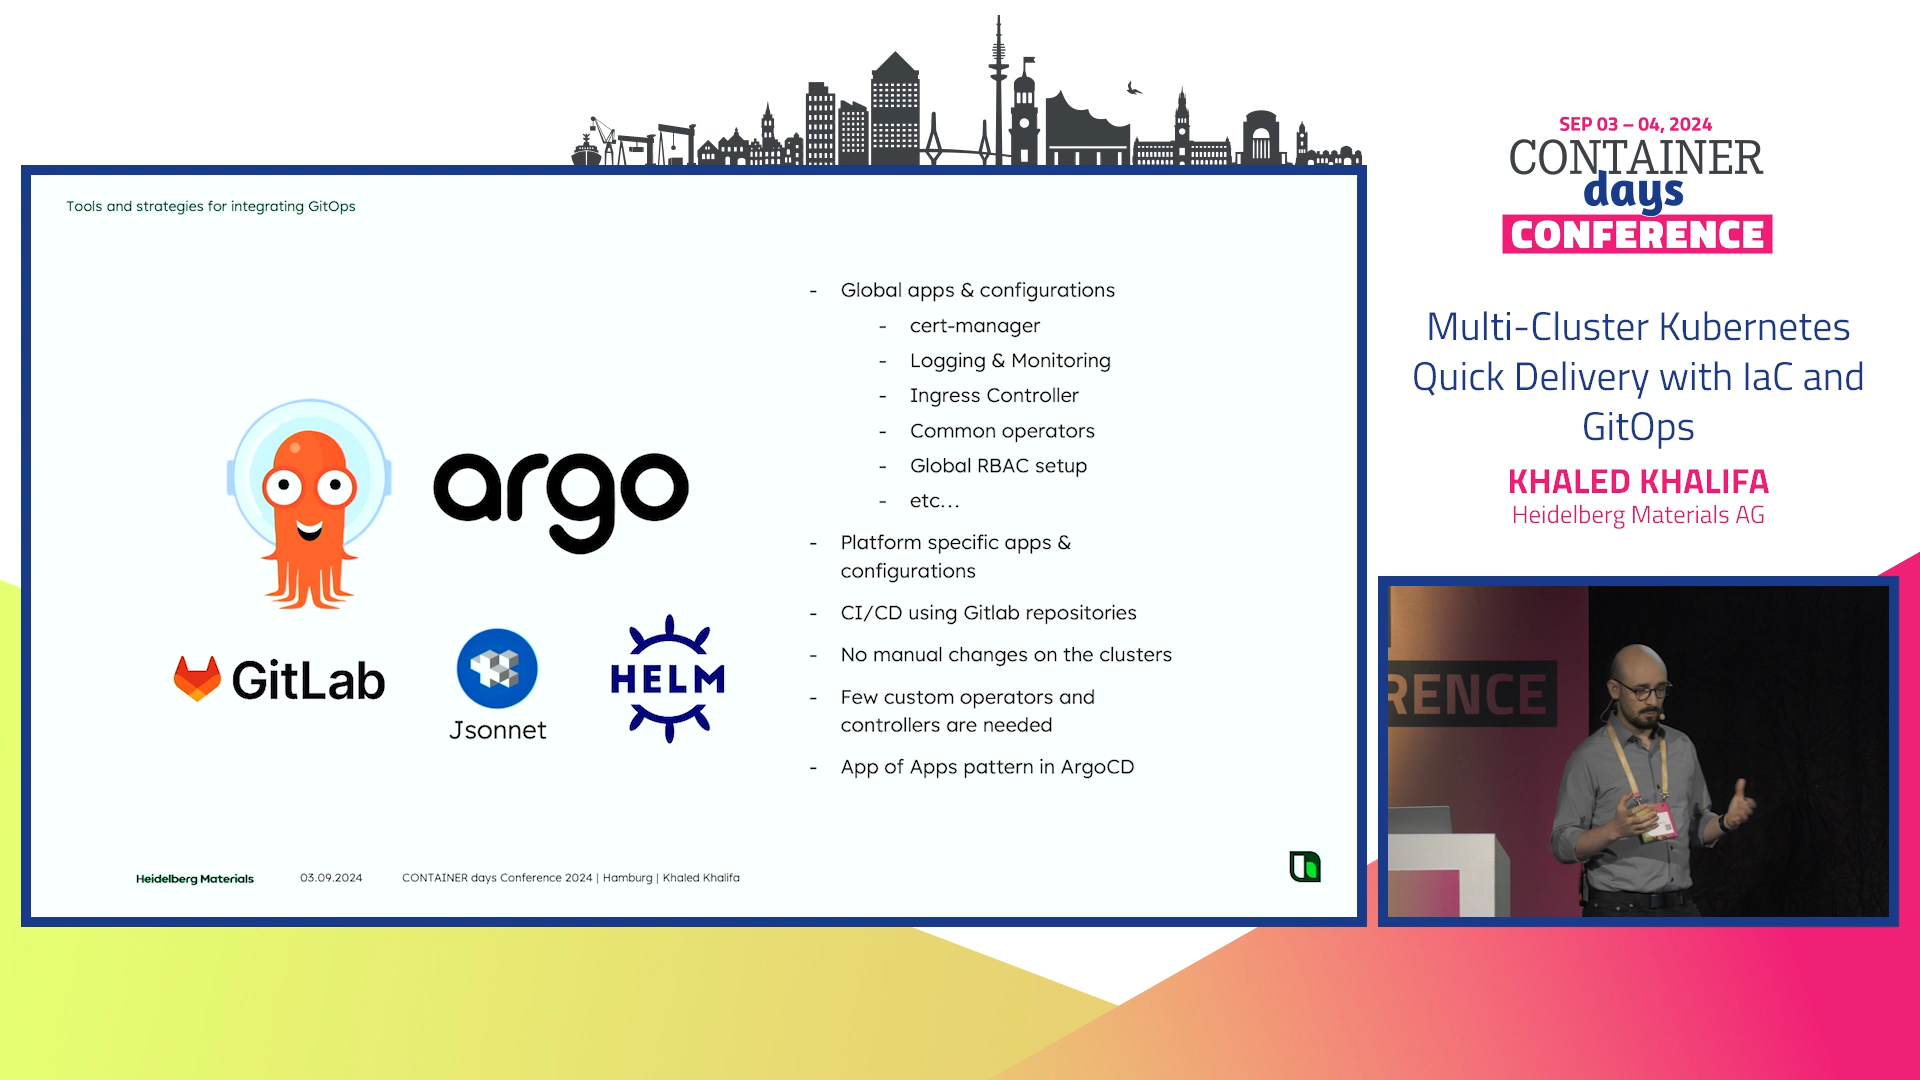 SEP 03 – 04, 2024
CONTAINER
days
CONFERENCE
Multi-Cluster Kubernetes
Quick Delivery with IaC and
GitOps
KHALED KHALIFA
Heidelberg Materials AG
Tools and strategies for integrating GitOps
argo
GitLab
Jsonnet
HELM
- Global apps & configurations
- cert-manager
- Logging & Monitoring
- Ingress Controller
- Common operators
- Global RBAC setup
- etc...
- Platform specific apps &
configurations
- CI/CD using Gitlab repositories
- No manual changes on the clusters
- Few custom operators and
controllers are needed
- App of Apps pattern in ArgoCD
Heidelberg Materials
03.09.2024
CONTAINER days Conference 2024 | Hamburg | Khaled Khalifa
RENCE